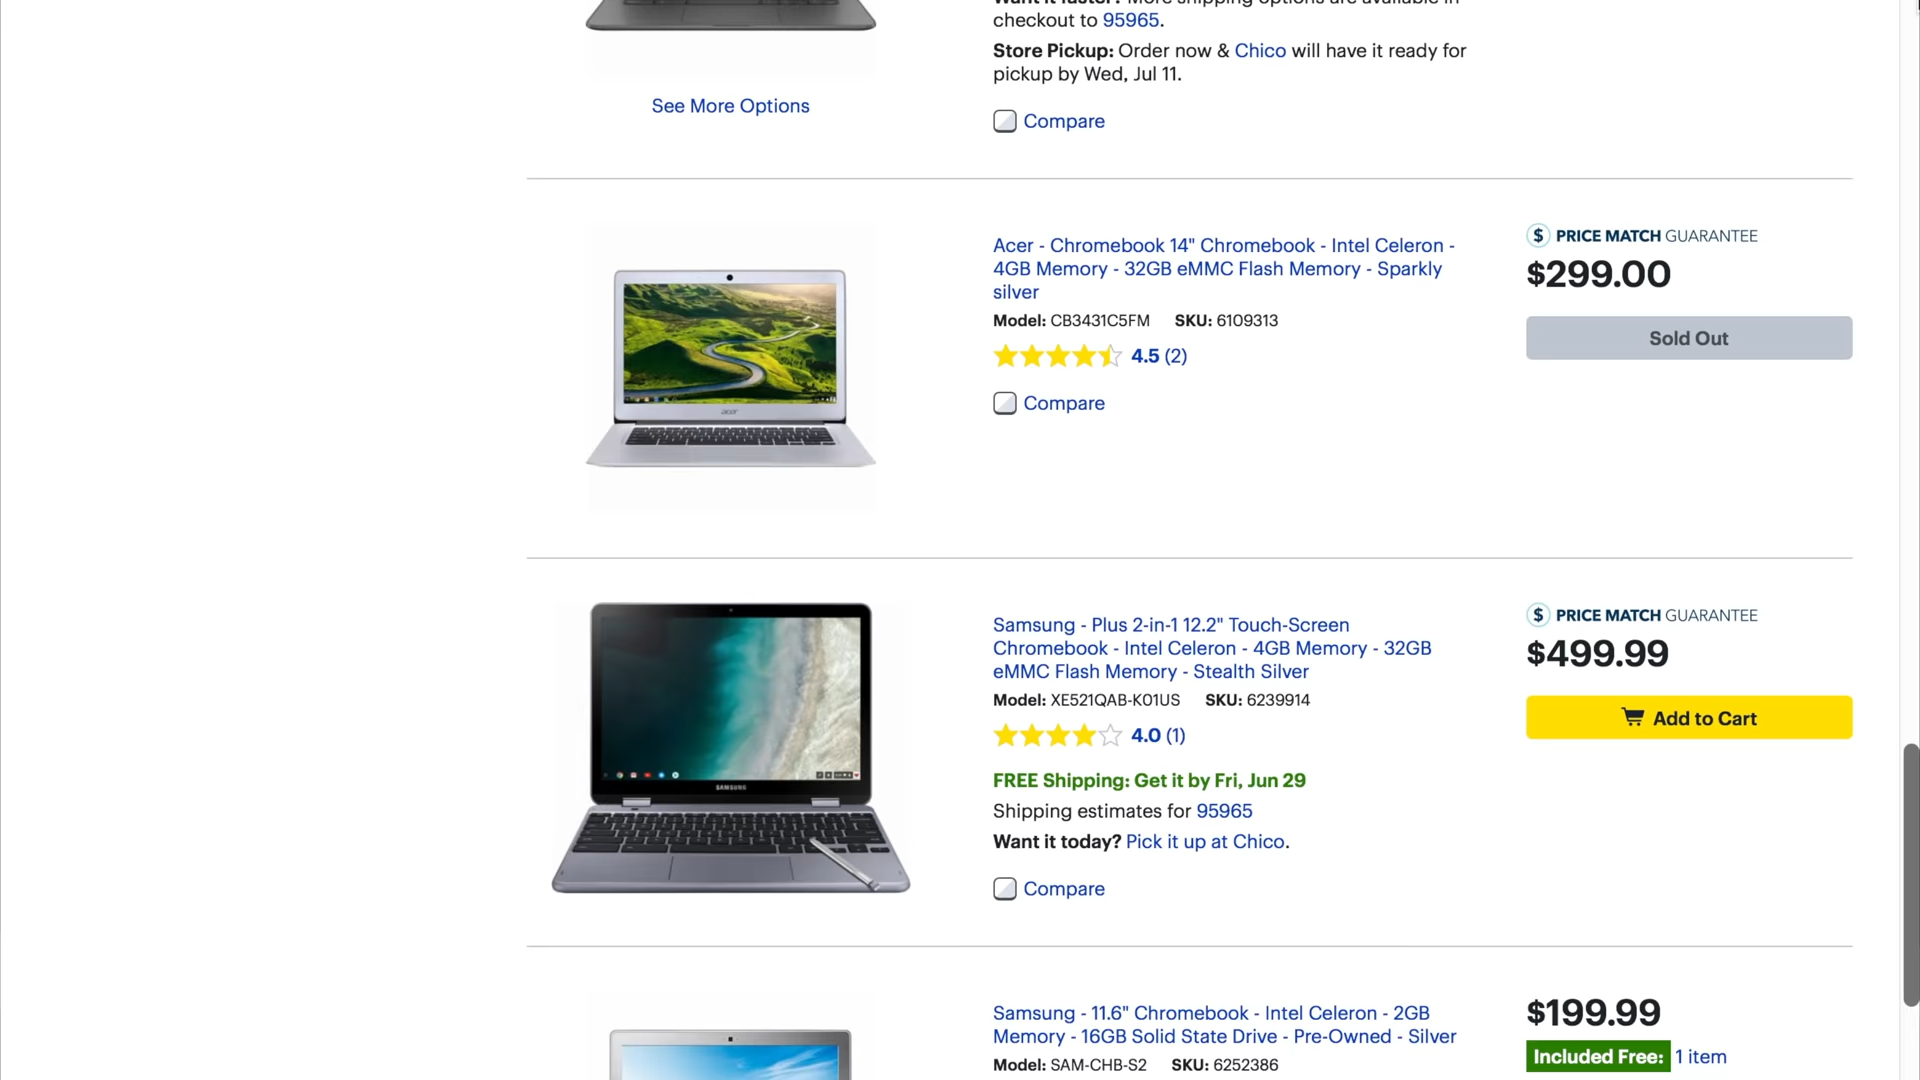 checkout to 95965.
Store Pickup: Order now & Chico will have it ready for
pickup by Wed, Jul 11.
See More Options
Compare
Acer - Chromebook 14" Chromebook - Intel Celeron -
4GB Memory - 32GB eMMC Flash Memory - Sparkly
silver
Model: CB3431C5FM SKU: 6109313
4.5 (2)
Compare
$ PRICE MATCH GUARANTEE
$299.00
Sold Out
acer
Samsung - Plus 2-in-1 12.2" Touch-Screen
Chromebook - Intel Celeron - 4GB Memory - 32GB
eMMC Flash Memory - Stealth Silver
Model: XE521QAB-K01US SKU: 6239914
4.0 (1)
FREE Shipping: Get it by Fri, Jun 29
Shipping estimates for 95965
Want it today? Pick it up at Chico.
Compare
$ PRICE MATCH GUARANTEE
$499.99
Add to Cart
SAMSUNG
Samsung - 11.6" Chromebook - Intel Celeron - 2GB
Memory - 16GB Solid State Drive - Pre-Owned - Silver
Model: SAM-CHB-S2 SKU: 6252386
$199.99
Included Free: 1 item